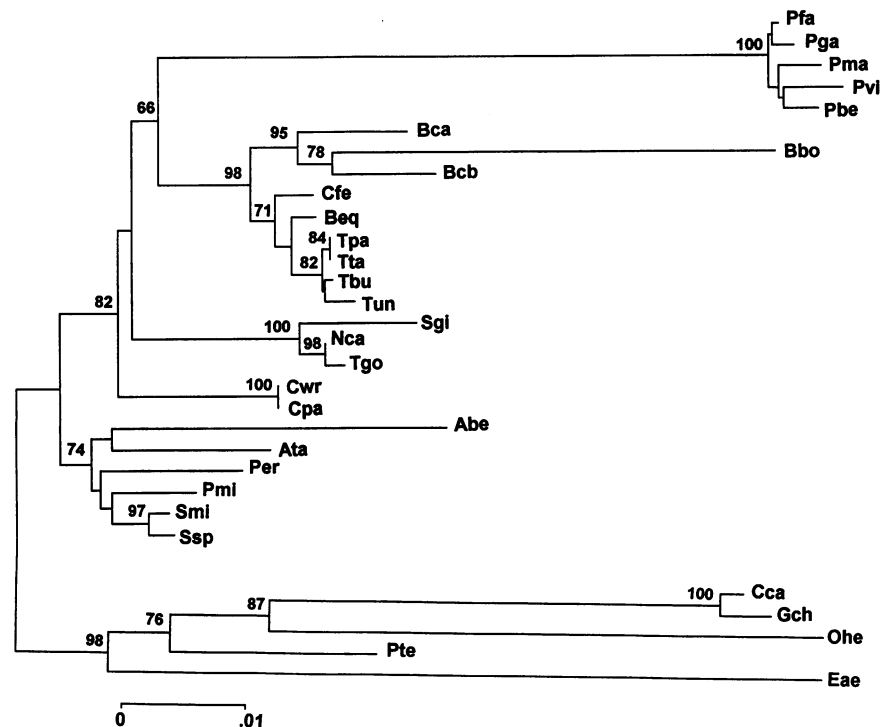 Pfa
100
Pga
Pma
Pvi
Pbe
66
95
Bca
78
Bbo
98
Bcb
Cfe
71
Beq
84
Tpa
82
Tta
Tbu
Tun
82
Sgi
100
Nca
98
Tgo
100
Cwr
Cpa
Abe
74
Ata
Per
Pmi
97
Smi
Ssp
100
Cca
87
Gch
76
Ohe
98
Pte
Eae
0 .01